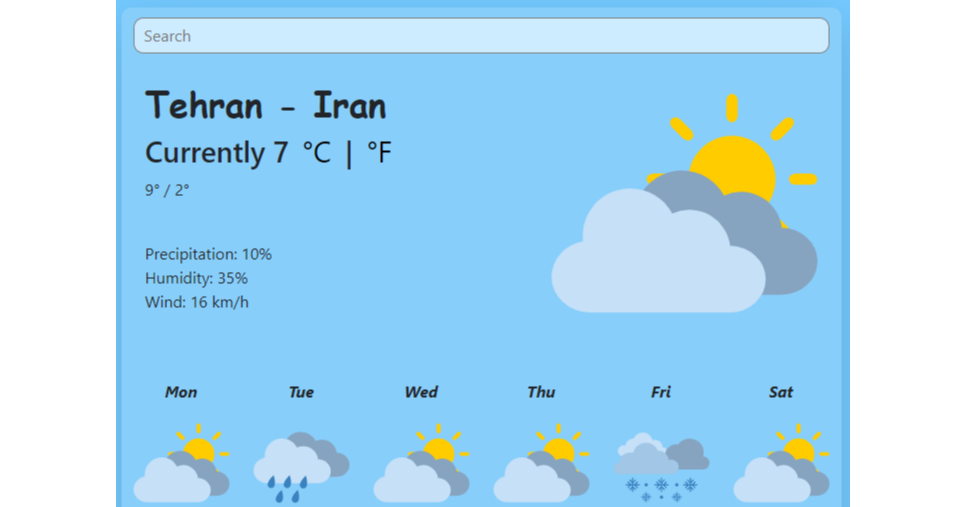 Search
Tehran - Iran
Currently 7 °C | °F
9° / 2°
Precipitation: 10%
Humidity: 35%
Wind: 16 km/h
Mon Tue Wed Thu Fri Sat